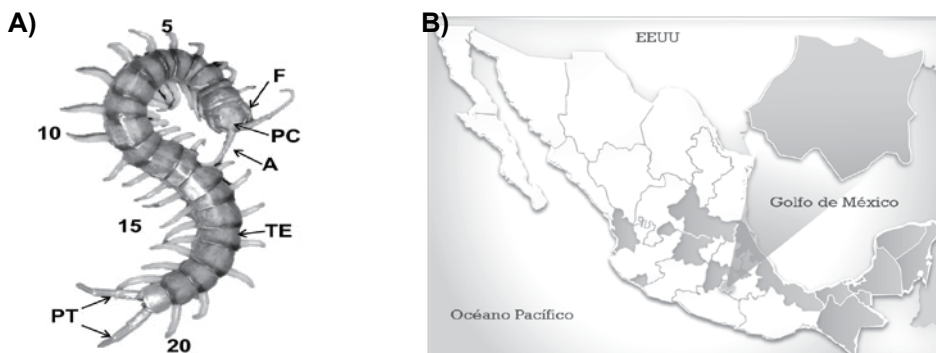 A)
5
F
10
PC
A
15
TE
PT
20
B)
EEUU
Golfo de México
Océano Pacífico